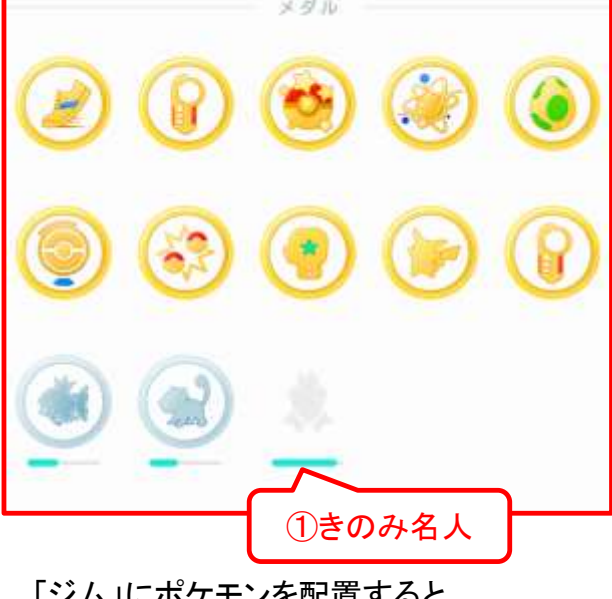 メダル
①きのみ名人
「ジム」にポケモンを配置すると